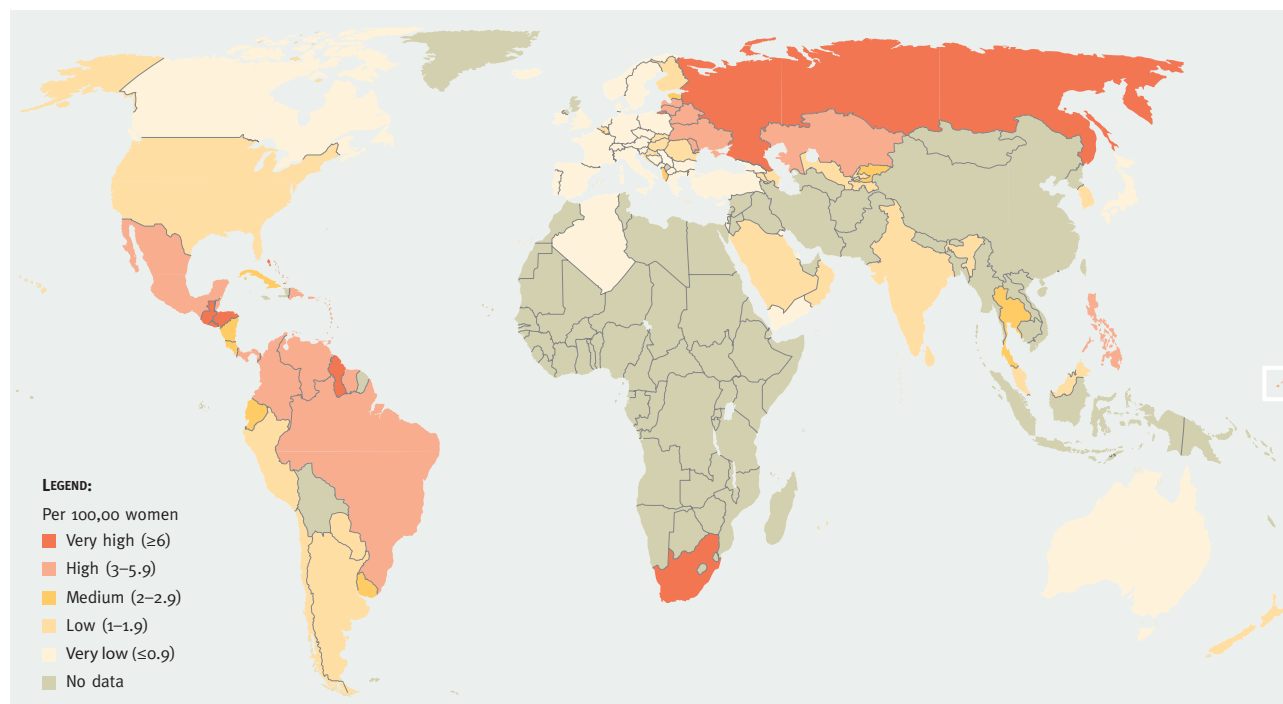 LEGEND:
Per 100,00 women
Very high (≥6)
High (3–5.9)
Medium (2–2.9)
Low (1–1.9)
Very low (≤0.9)
No data